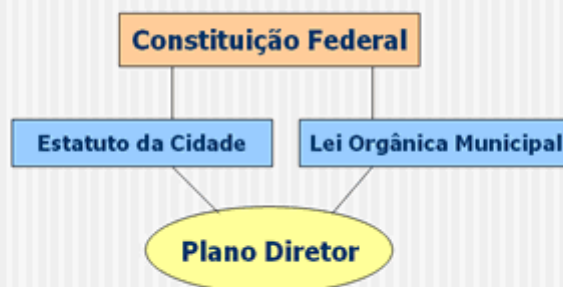 Constituição Federal
Estatuto da Cidade
Lei Orgânica Municipal
Plano Diretor